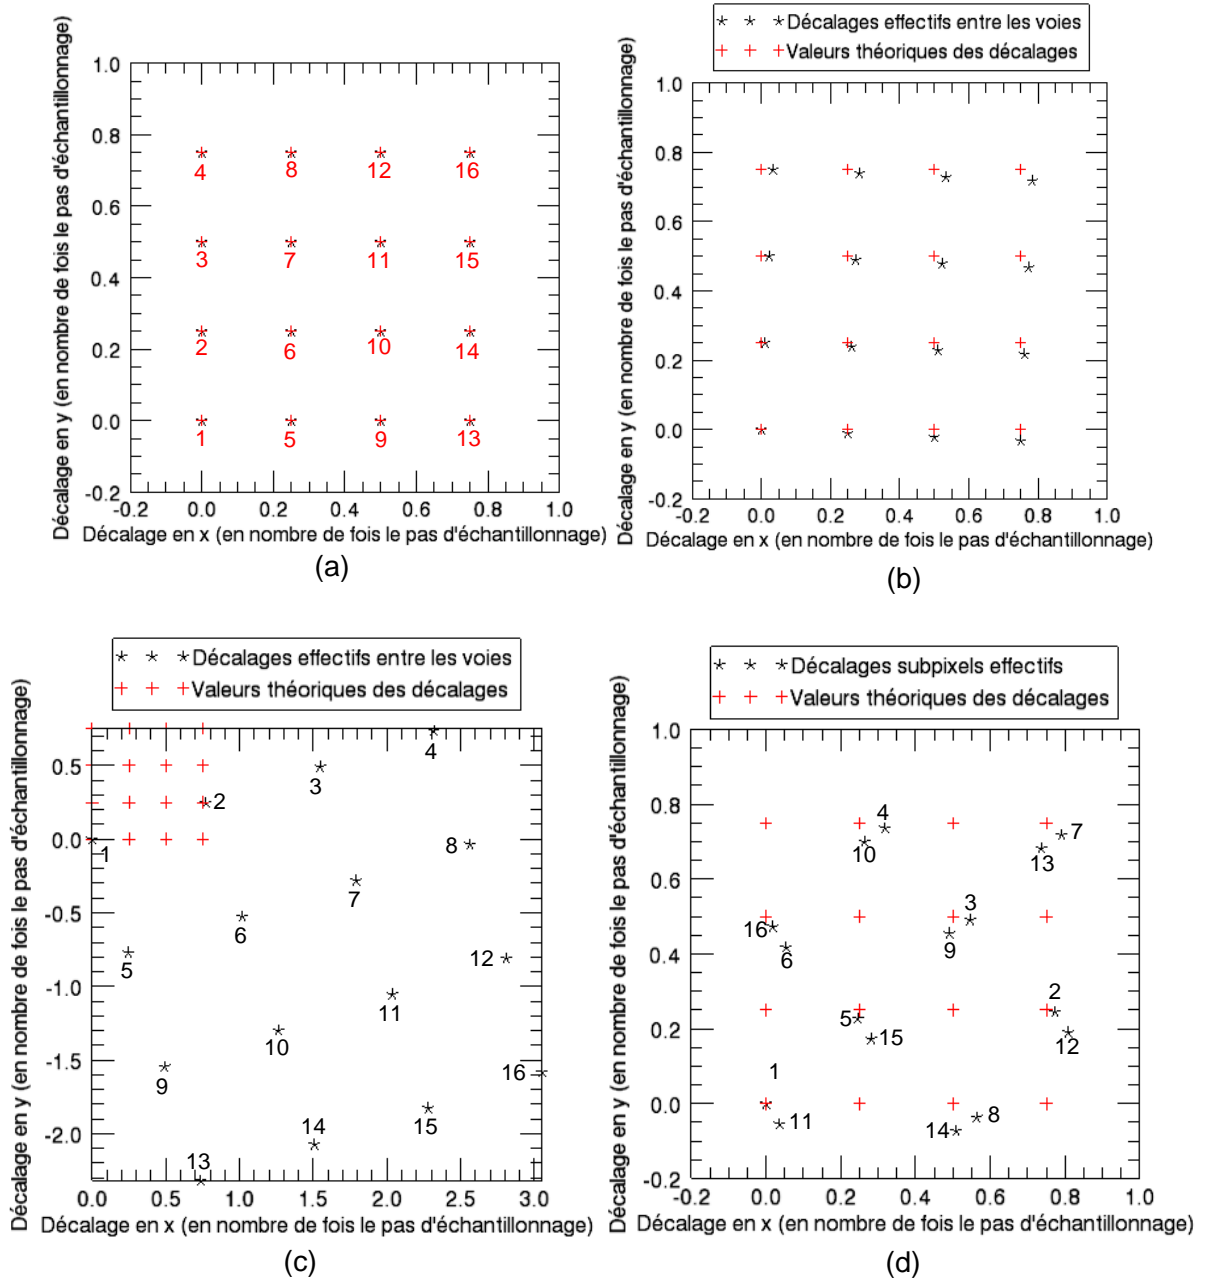 Décalage en y (en nombre de fois le pas d'échantillonnage)
1.0
0.8
4 8 12 16
0.6
3 7 11 15
0.4
0.2
2 6 10 14
0.0
1 5 9 13
-0.2
-0.2 0.0 0.2 0.4 0.6 0.8 1.0
Décalage en x (en nombre de fois le pas d'échantillonnage)
(a)
Décalages effectifs entre les voies
Valeurs théoriques des décalages
Décalage en y (en nombre de fois le pas d'échantillonnage)
1.0
0.8
0.6
0.4
0.2
0.0
-0.2
-0.2 0.0 0.2 0.4 0.6 0.8 1.0
Décalage en x (en nombre de fois le pas d'échantillonnage)
(b)
Décalages effectifs entre les voies
Valeurs théoriques des décalages
Décalage en y (en nombre de fois le pas d'échantillonnage)
4
0.5
3
2
0.0
8
1
7
-0.5
6
12
5
-1.0
11
10
-1.5
16
9
14 15
-2.0
13
0.0 0.5 1.0 1.5 2.0 2.5 3.0
Décalage en x (en nombre de fois le pas d'échantillonnage)
(c)
Décalages subpixels effectifs
Valeurs théoriques des décalages
Décalage en y (en nombre de fois le pas d'échantillonnage)
1.0
0.8
4
7
10 13
0.6
3
16
9
6
0.4
2
0.2
5
15 12
1
0.0
11 8
14
-0.2
-0.2 0.0 0.2 0.4 0.6 0.8 1.0
Décalage en x (en nombre de fois le pas d'échantillonnage)
(d)